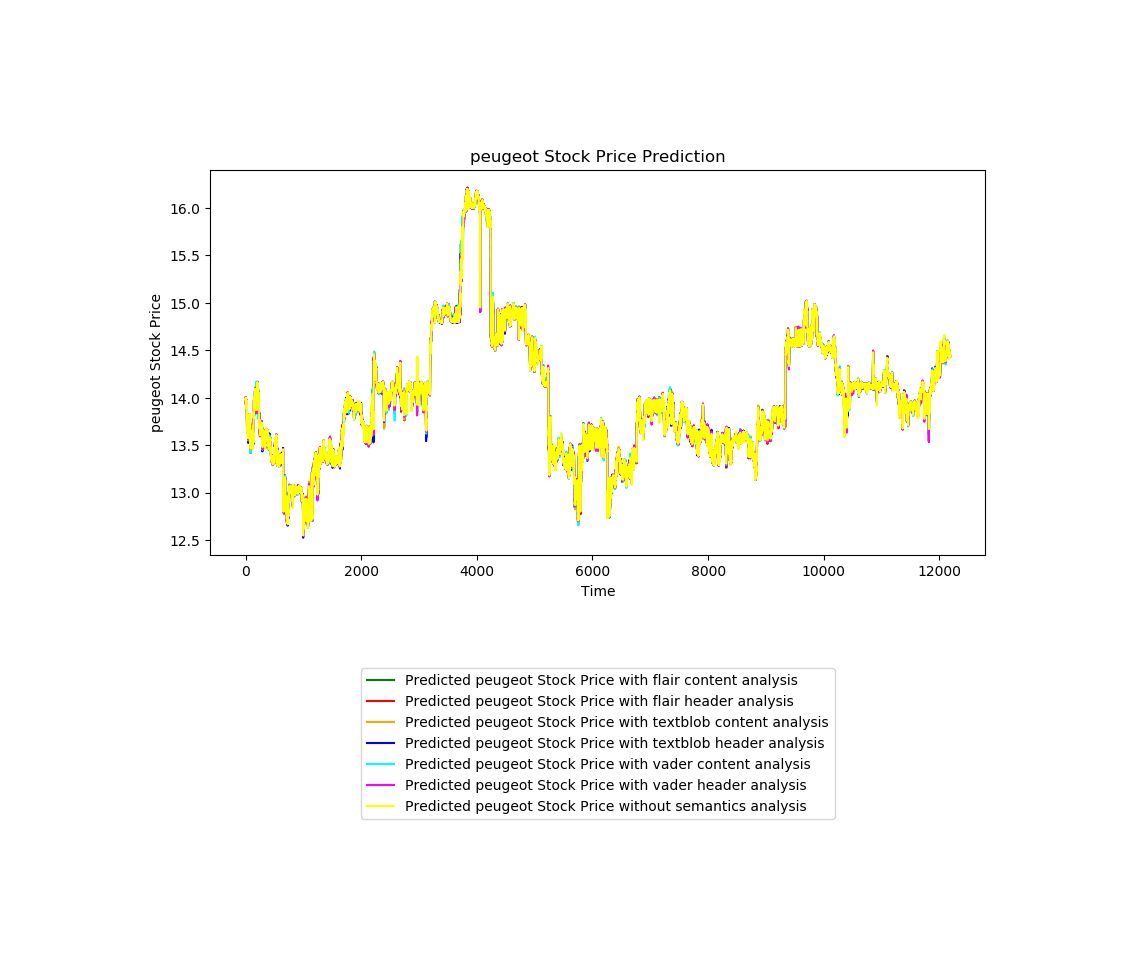 peugeot Stock Price Prediction
peugeot Stock Price
16.0
15.5
15.0
14.5
14.0
13.5
13.0
12.5
0 2000 4000 6000 8000 10000 12000
Time
Predicted peugeot Stock Price with flair content analysis
Predicted peugeot Stock Price with flair header analysis
Predicted peugeot Stock Price with textblob content analysis
Predicted peugeot Stock Price with textblob header analysis
Predicted peugeot Stock Price with vader content analysis
Predicted peugeot Stock Price with vader header analysis
Predicted peugeot Stock Price without semantics analysis